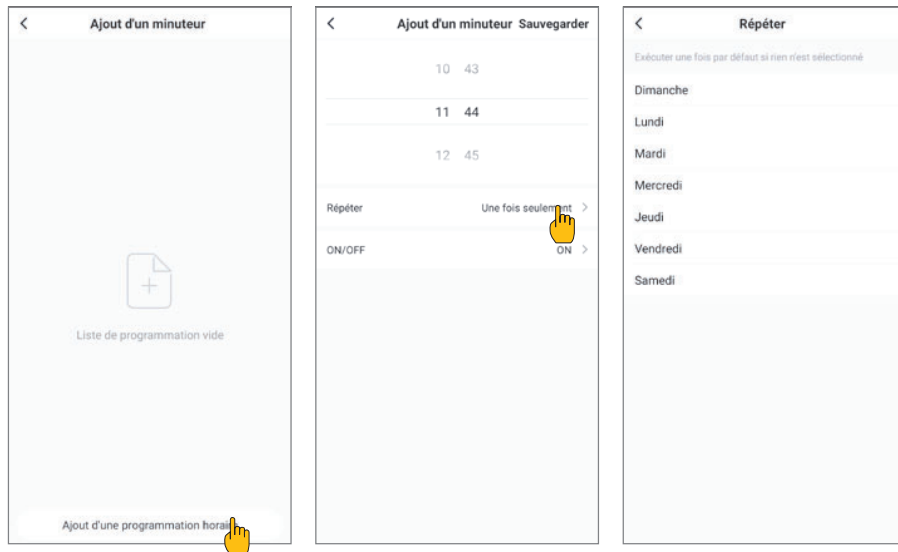 Ajout d'un minuteur
Liste de programmation vide
Ajout d'une programmation horaire
Ajout d'un minuteur Sauvegarder
10 43
11 44
12 45
Répéter Une fois seulement
ON/OFF ON
Répéter
Exécuter une fois par défaut si rien n'est sélectionné
Dimanche
Lundi
Mardi
Mercredi
Jeudi
Vendredi
Samedi